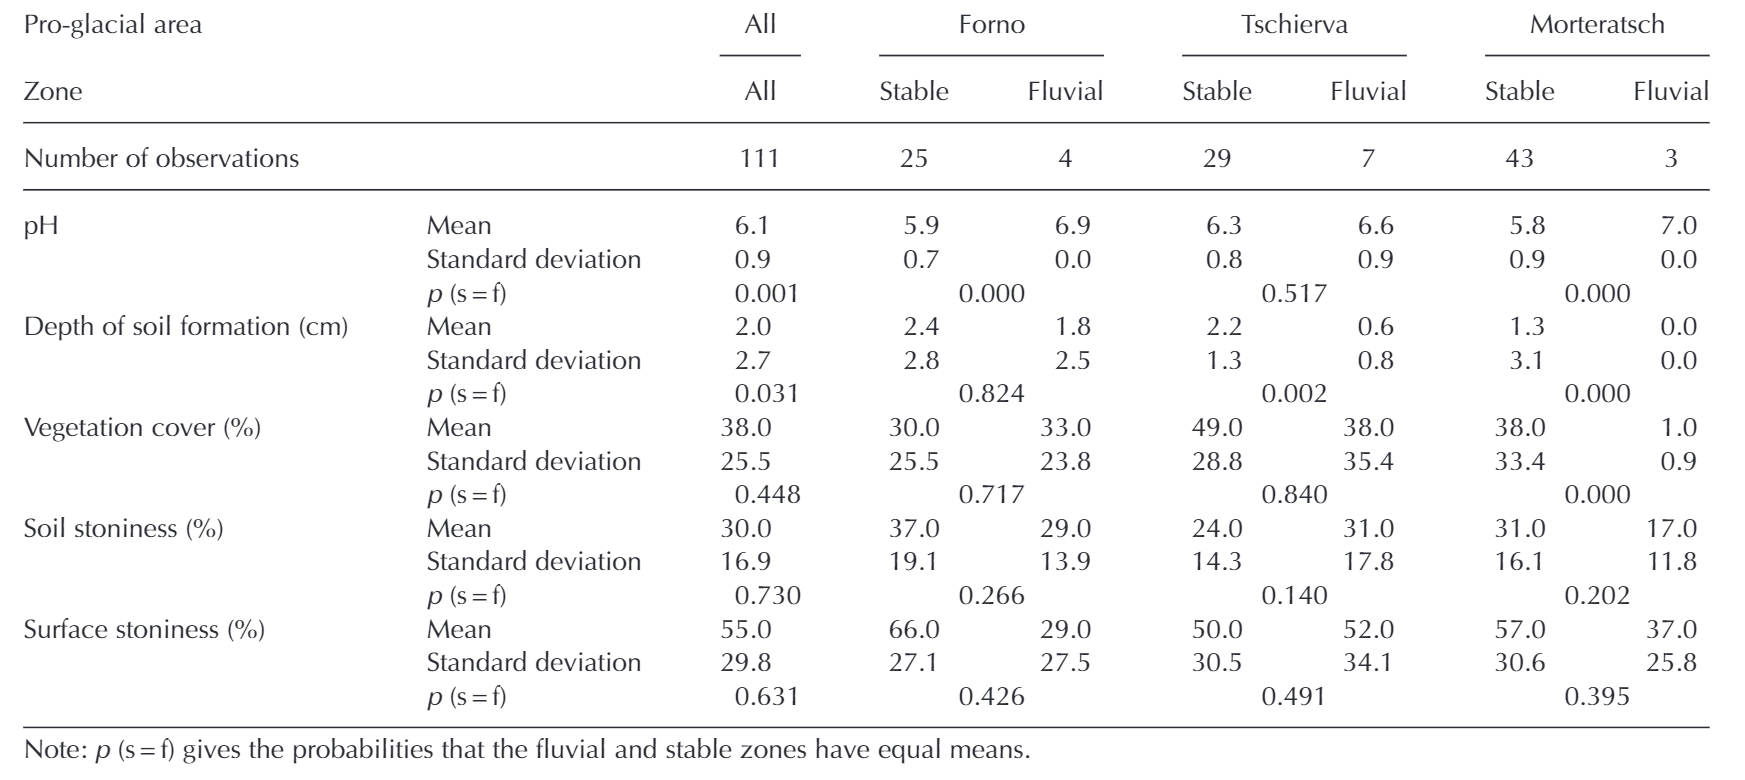 Pro-glacial area All Forno Tschierva Morteratsch
Zone All Stable Fluvial Stable Fluvial Stable Fluvial
Number of observations 111 25 4 29 7 43 3
pH Mean 6.1 5.9 6.9 6.3 6.6 5.8 7.0
Standard deviation 0.9 0.7 0.0 0.8 0.9 0.9 0.0
p (s = f) 0.001 0.000 0.517 0.000
Depth of soil formation (cm) Mean 2.0 2.4 1.8 2.2 0.6 1.3 0.0
Standard deviation 2.7 2.8 2.5 1.3 0.8 3.1 0.0
p (s = f) 0.031 0.824 0.002 0.000
Vegetation cover (%) Mean 38.0 30.0 33.0 49.0 38.0 38.0 1.0
Standard deviation 25.5 25.5 23.8 28.8 35.4 33.4 0.9
p (s = f) 0.448 0.717 0.840 0.000
Soil stoniness (%) Mean 30.0 37.0 29.0 24.0 31.0 31.0 17.0
Standard deviation 16.9 19.1 13.9 14.3 17.8 16.1 11.8
p (s = f) 0.730 0.266 0.140 0.202
Surface stoniness (%) Mean 55.0 66.0 29.0 50.0 52.0 57.0 37.0
Standard deviation 29.8 27.1 27.5 30.5 34.1 30.6 25.8
p (s = f) 0.631 0.426 0.491 0.395
Note: p (s = f) gives the probabilities that the fluvial and stable zones have equal means.